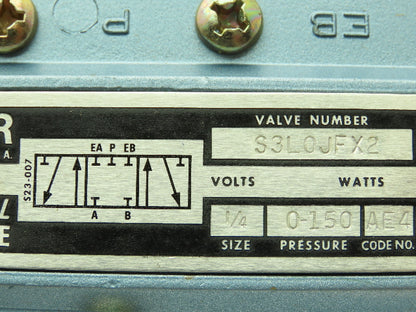 P EB
VALVE NUMBER
R
S3L0JFX2
A.
EA P EB
S23-007
VOLTS WATTS
A B
L
1/4 0-150 AE4
E
SIZE PRESSURE CODE NO.